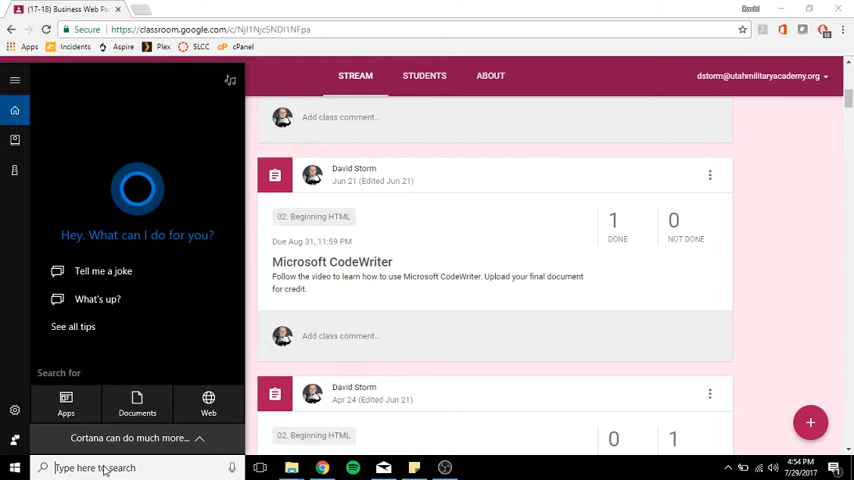 David
(17-18) Business Web Pa
Secure
https://classroom.google.com/c/NjI1Njc5NDI1NFpa
Apps
Incidents
Aspire
Plex
SLCC
cPanel
STREAM
STUDENTS
ABOUT
dstorm@utahmilitaryacademy.org
Add class comment...
David Storm
Jun 21 (Edited Jun 21)
02. Beginning HTML
1
0
DONE
NOT DONE
Due Aug 31, 11:59 PM
Microsoft CodeWriter
Follow the video to learn how to use Microsoft CodeWriter. Upload your final document
for credit.
Add class comment...
David Storm
Apr 24 (Edited Jun 21)
02. Beginning HTML
0
1
Hey. What can I do for you?
Tell me a joke
What's up?
See all tips
Search for
Apps
Documents
Web
Cortana can do much more...
Type here to search
4:54 PM
7/29/2017